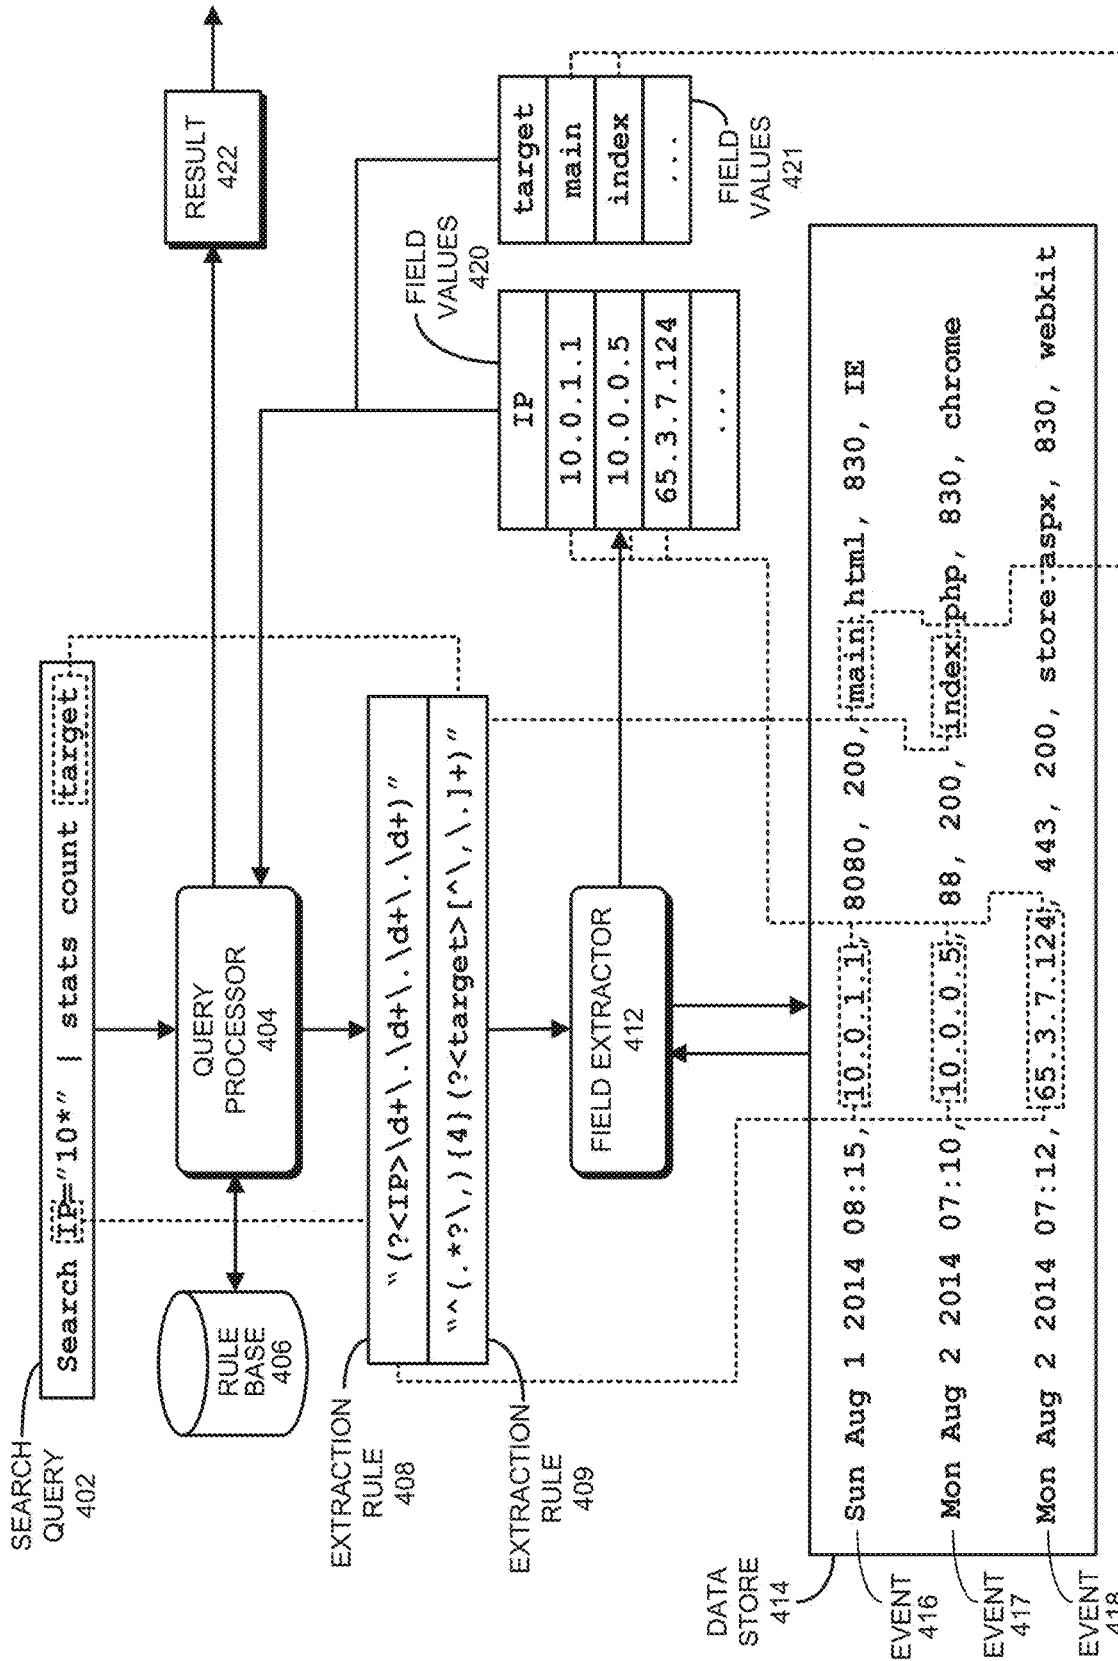 SEARCH
QUERY
402
Search IP="10*" | stats count target
RULE
BASE
406
QUERY
PROCESSOR
404
RESULT
422
EXTRACTION
RULE
408
"(?<IP>\d+\.\d+\.\d+\.\d+)"
EXTRACTION
RULE
409
"^(.*?\,){4}(?<target>[^\,\.]+)"
FIELD EXTRACTOR
412
FIELD
VALUES
420
IP
10.0.1.1
10.0.0.5
65.3.7.124
...
target
main
index
...
FIELD
VALUES
421
DATA
STORE
414
EVENT
416
Sun Aug 1 2014 08:15, 10.0.1.1, 8080, 200, main.html, 830, IE
EVENT
417
Mon Aug 2 2014 07:10, 10.0.0.5, 88, 200, index.php, 830, chrome
EVENT
418
Mon Aug 2 2014 07:12, 65.3.7.124, 443, 200, store.aspx, 830, webkit